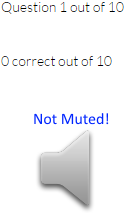 Question 1 out of 10
0 correct out of 10
Not Muted!